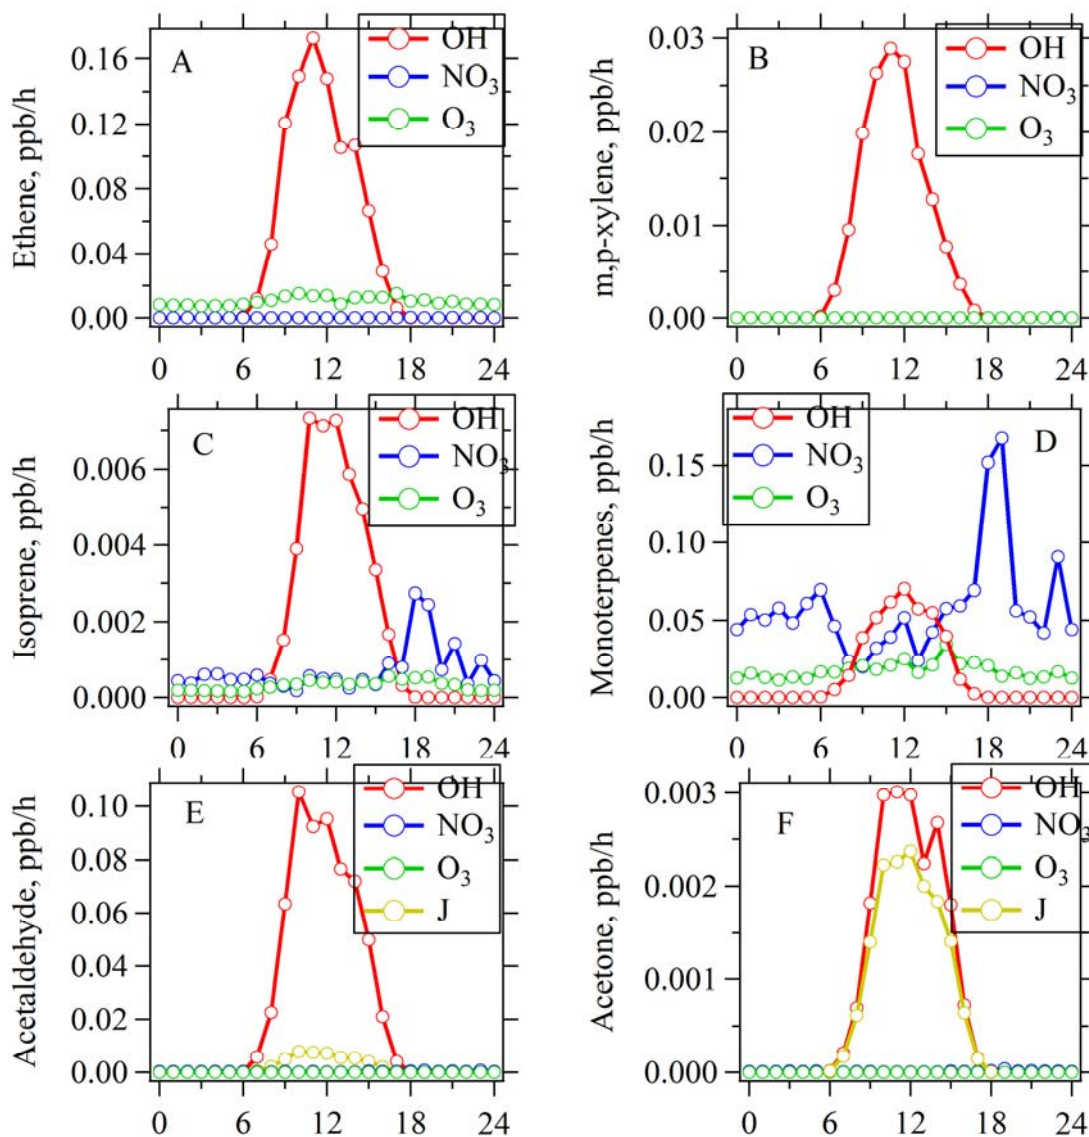 A
OH
NO3
O3
Ethene, ppb/h
0.16
0.12
0.08
0.04
0.00
0 6 12 18 24
B
OH
NO3
O3
m,p-xylene, ppb/h
0.03
0.02
0.01
0.00
0 6 12 18 24
C
OH
NO3
O3
Isoprene, ppb/h
0.006
0.004
0.002
0.000
0 6 12 18 24
OH
NO3
O3
D
Monoterpenes, ppb/h
0.15
0.10
0.05
0.00
0 6 12 18 24
E
OH
NO3
O3
J
Acetaldehyde, ppb/h
0.10
0.08
0.06
0.04
0.02
0.00
0 6 12 18 24
F
OH
NO3
O3
J
Acetone, ppb/h
0.003
0.002
0.001
0.000
0 6 12 18 24